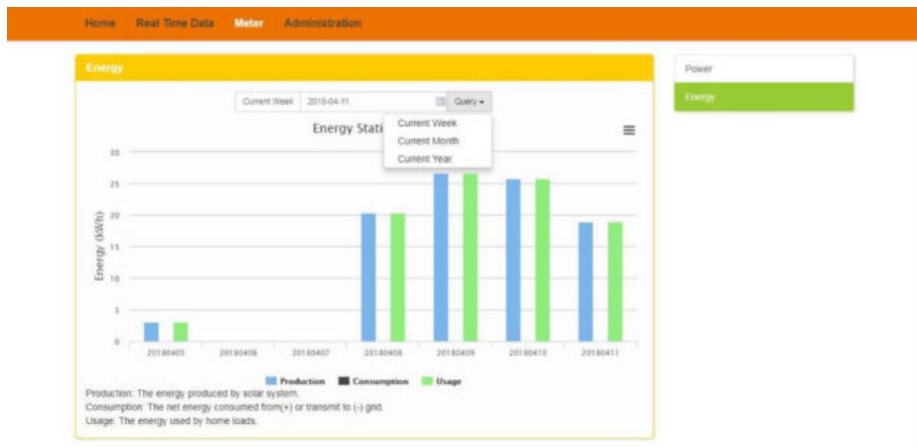 Home Real Time Data Meter Administration
Energy
Power
Energy
Current Week 2018-04-11 Query
Current Week
Current Month
Current Year
Energy Stati
30
25
20
15
10
5
0
Energy (kWh)
20180405 20180406 20180407 20180408 20180409 20180410 20180411
Production Consumption Usage
Production: The energy produced by solar system.
Consumption: The net energy consumed from(+) or transmit to (-) grid.
Usage: The energy used by home loads.